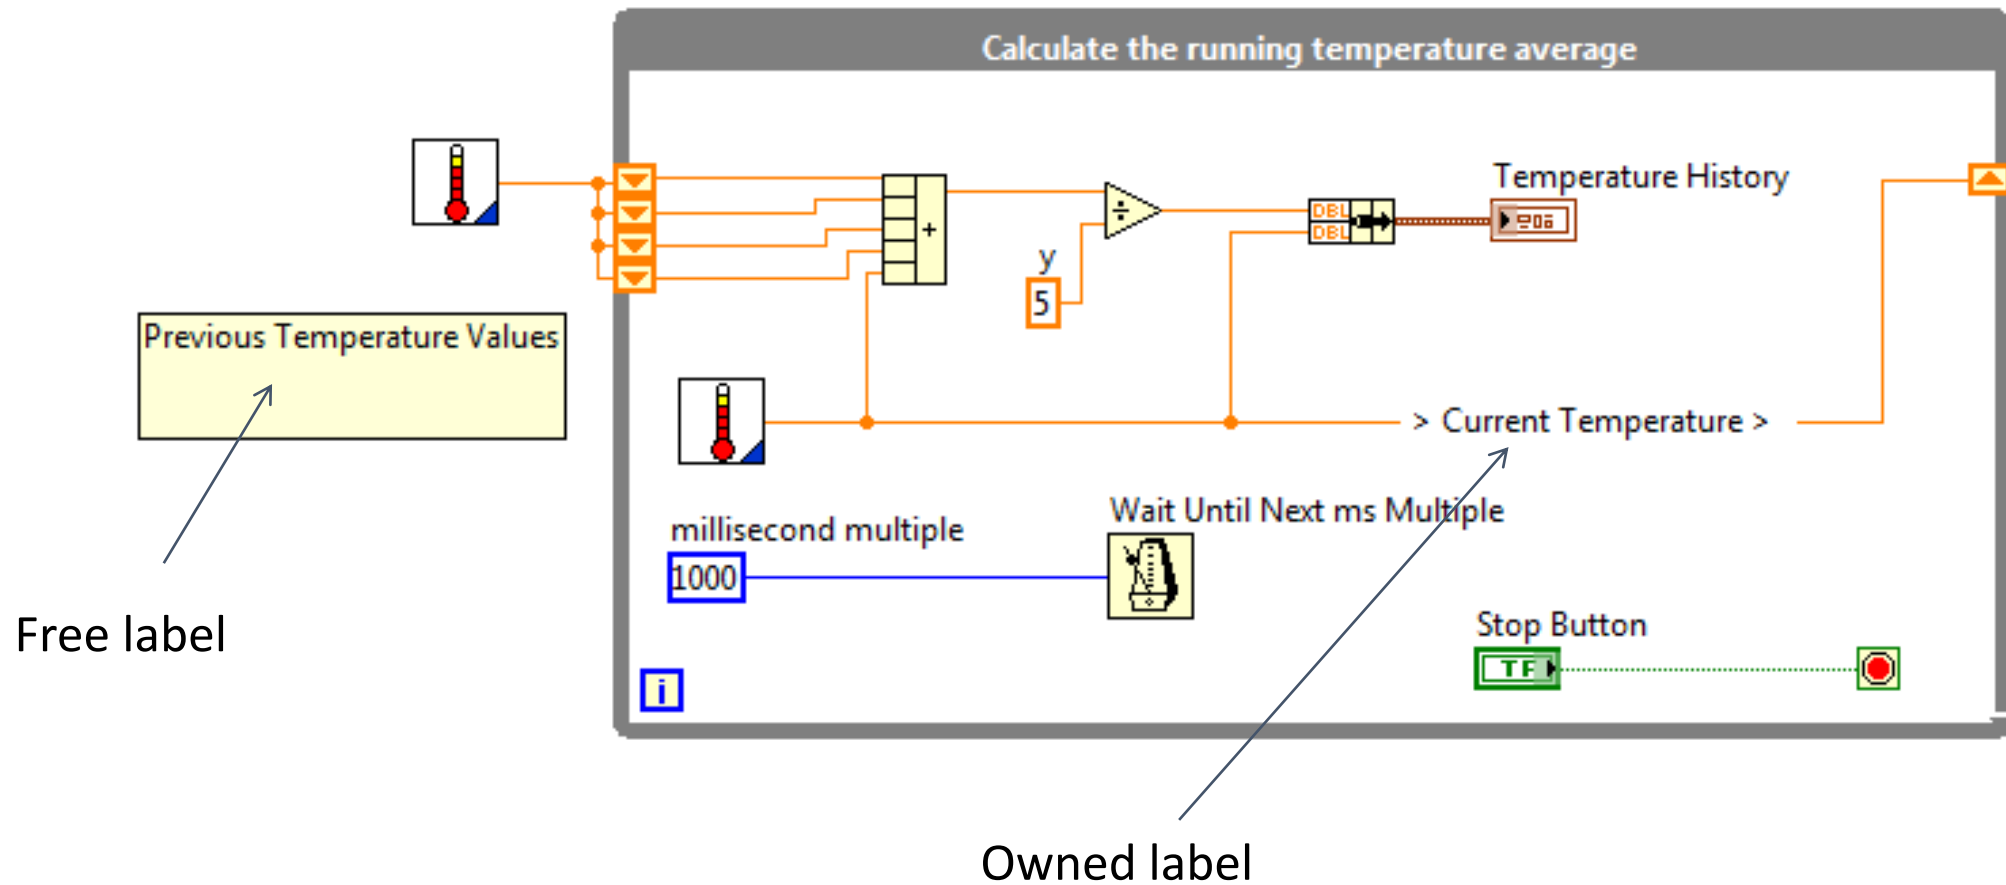 Calculate the running temperature average
Temperature History
+
÷
DBL
DBL
y
5
Previous Temperature Values
> Current Temperature >
Wait Until Next ms Multiple
millisecond multiple
1000
Free label
Stop Button
TF
i
Owned label